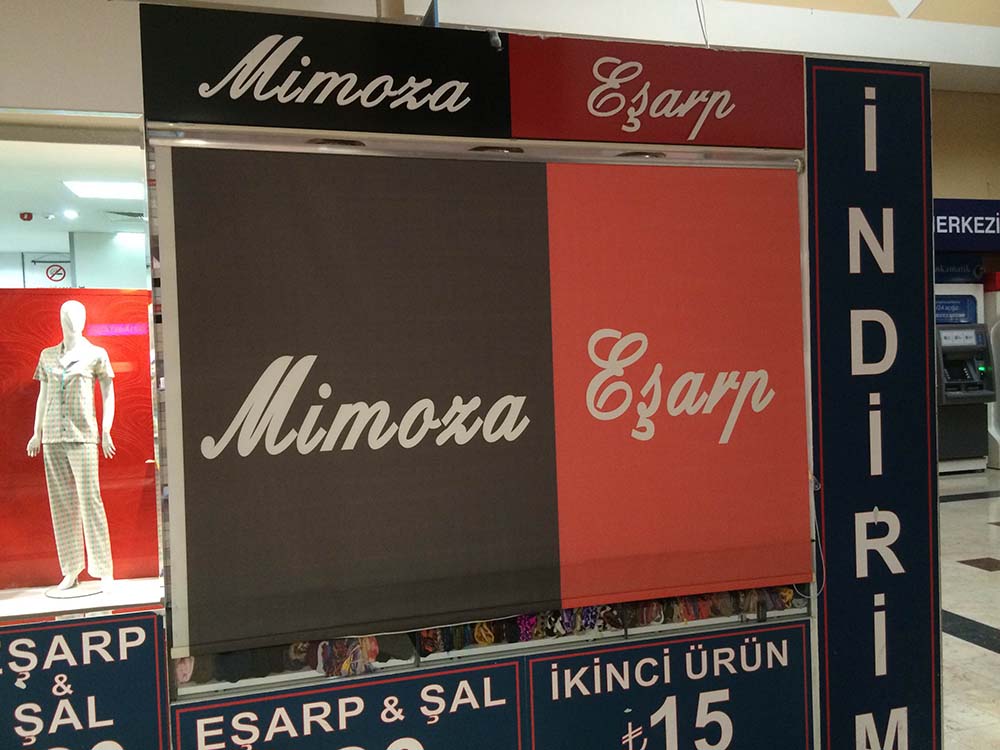 Mimoza Eşarp
Mimoza Eşarp
İNDİRİM
EŞARP
&
ŞAL
EŞARP & ŞAL
İKİNCİ ÜRÜN
₺15